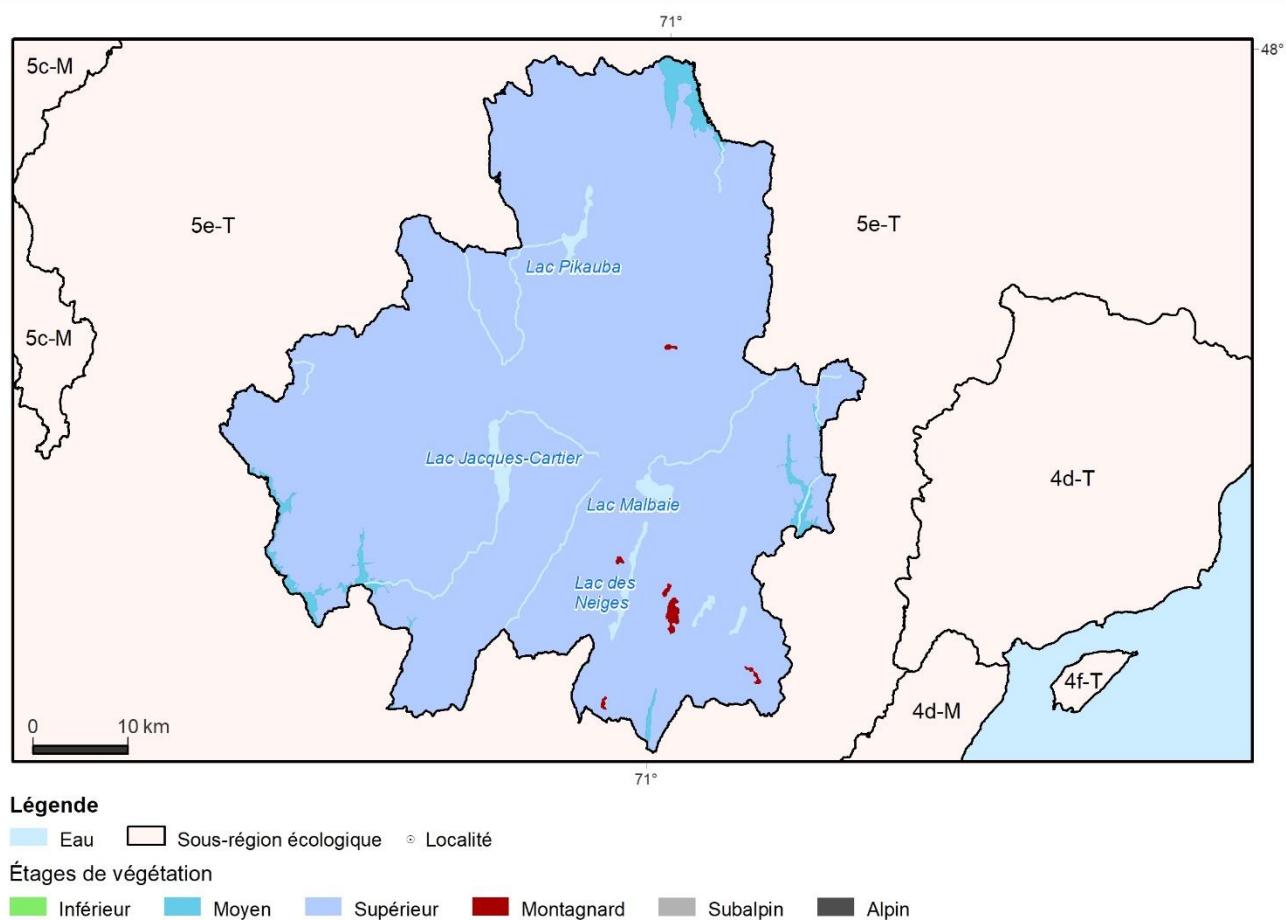 71°
48°
5c-M
5e-T
5e-T
Lac Pikauba
5c-M
Lac Jacques-Cartier
4d-T
Lac Malbaie
Lac des
Neiges
4f-T
4d-M
0 10 km
71°
Légende
Eau Sous-région écologique Localité
Étages de végétation
Inférieur Moyen Supérieur Montagnard Subalpin Alpin